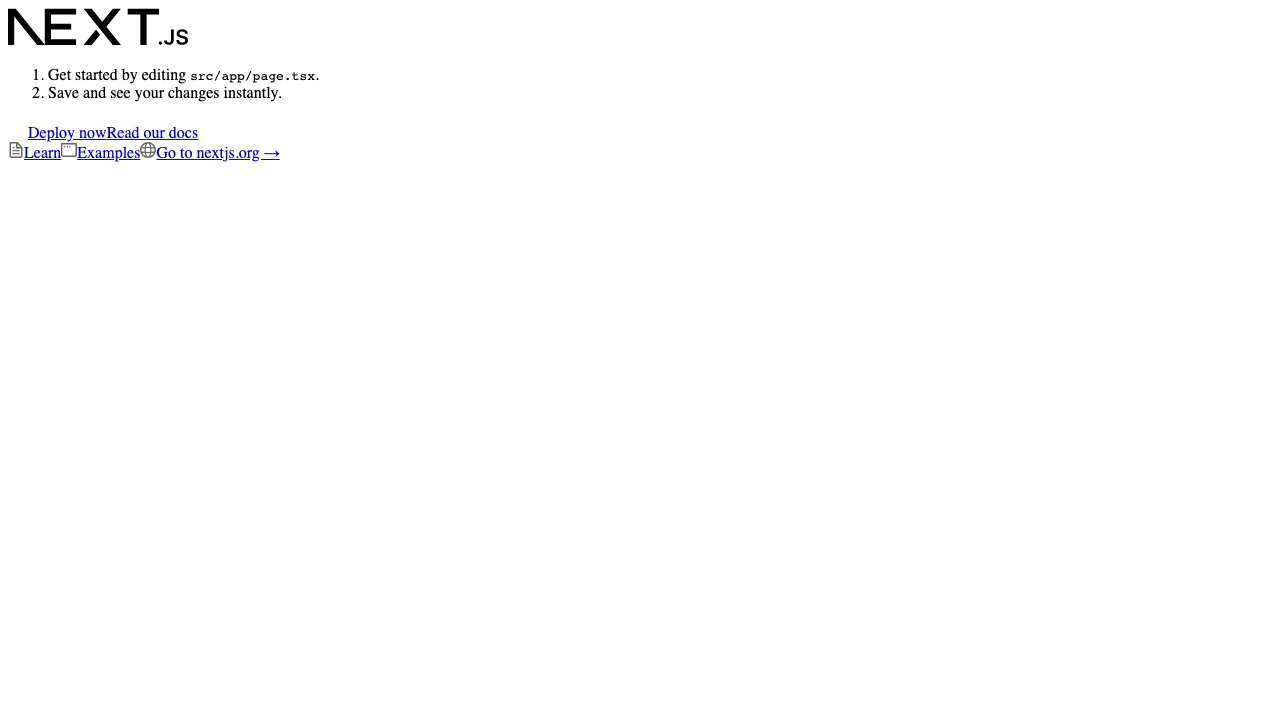 NEXT.JS
1. Get started by editing src/app/page.tsx.
2. Save and see your changes instantly.
Deploy nowRead our docs
LearnExamplesGo to nextjs.org →